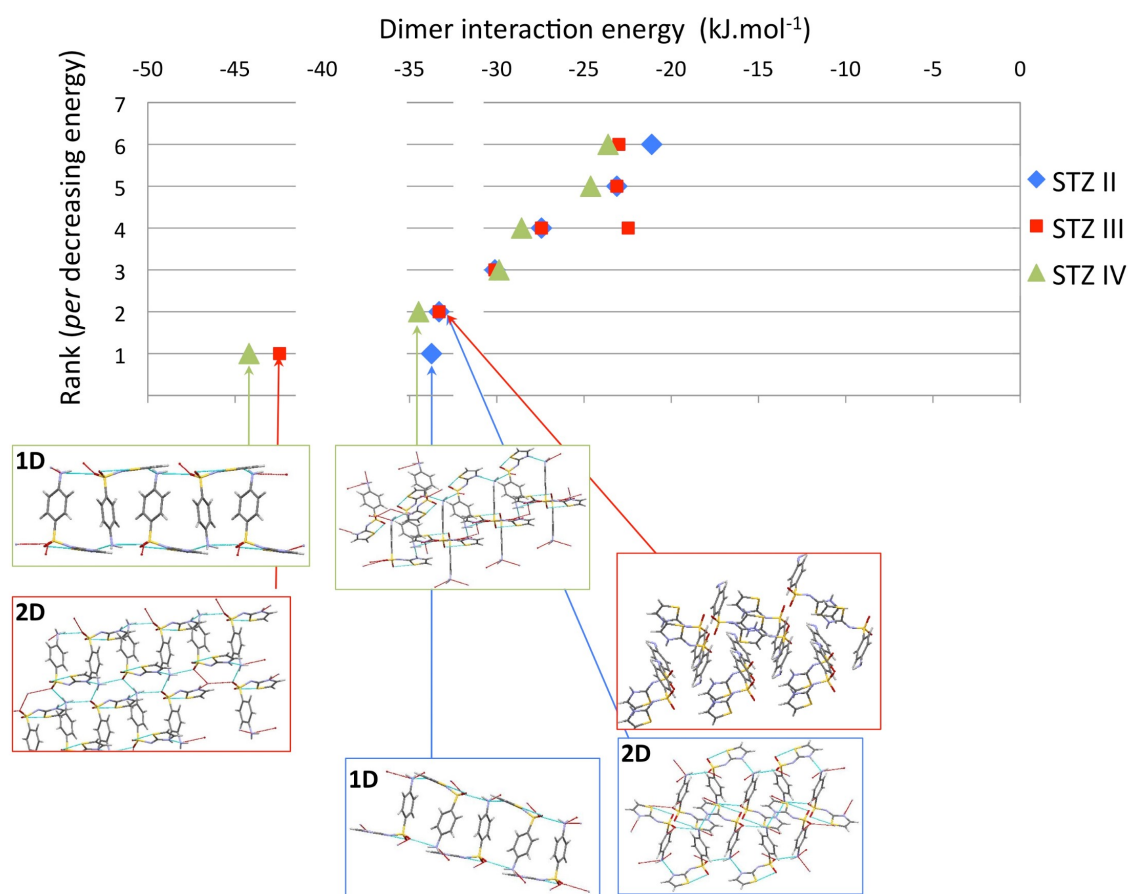 Dimer interaction energy (kJ.mol-1)
-50 -45 -40 -35 -30 -25 -20 -15 -10 -5 0
Rank (per decreasing energy)
7
6
5
4
3
2
1
STZ II
STZ III
STZ IV
1D
2D
1D
2D